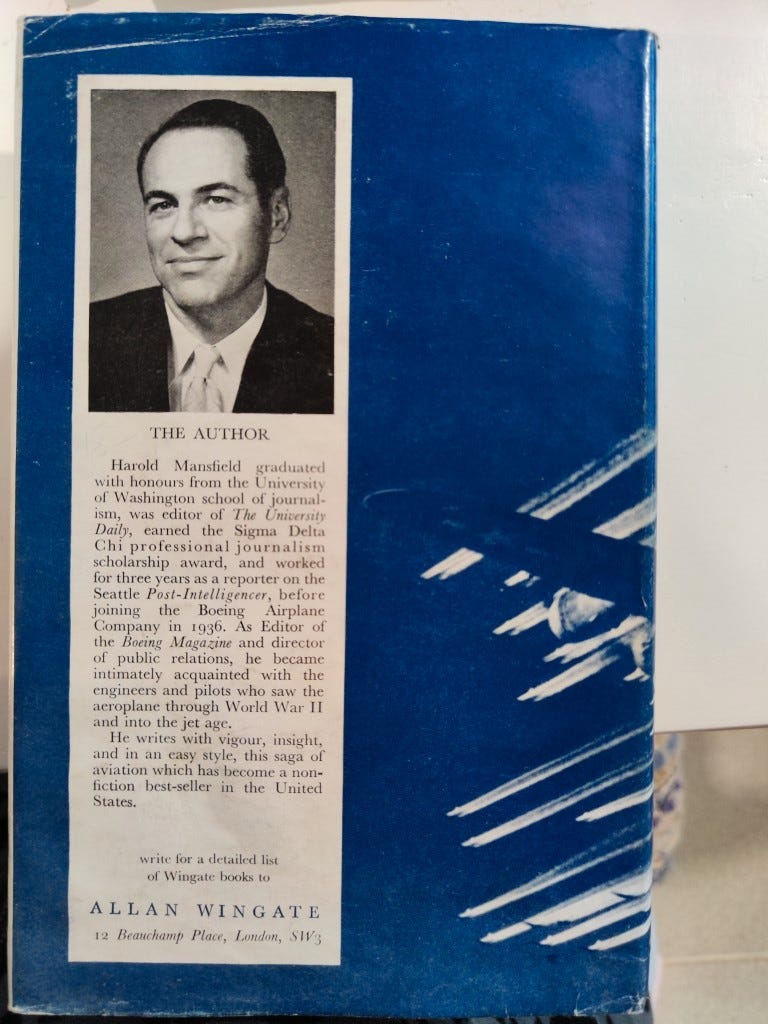 THE AUTHOR
Harold Mansfield graduated
with honours from the University
of Washington school of journal-
ism, was editor of The University
Daily, earned the Sigma Delta
Chi professional journalism
scholarship award, and worked
for three years as a reporter on the
Seattle Post-Intelligencer, before
joining the Boeing Airplane
Company in 1936. As Editor of
the Boeing Magazine and director
of public relations, he became
intimately acquainted with the
engineers and pilots who saw the
aeroplane through World War II
and into the jet age.
He writes with vigour, insight,
and in an easy style, this saga of
aviation which has become a non-
fiction best-seller in the United
States.
write for a detailed list
of Wingate books to
ALLAN WINGATE
12 Beauchamp Place, London, SW3